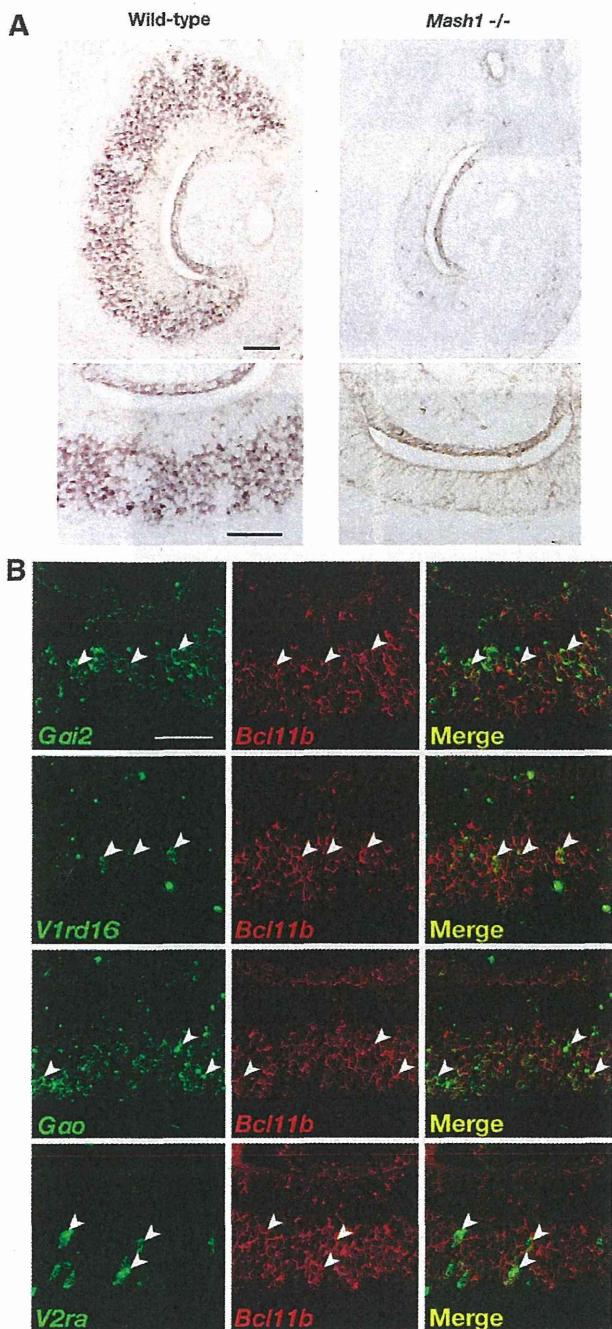 A
Wild-type Mash1 -/-
B
Gαi2 Bcl11b Merge
V1rd16 Bcl11b Merge
Gαo Bcl11b Merge
V2ra Bcl11b Merge